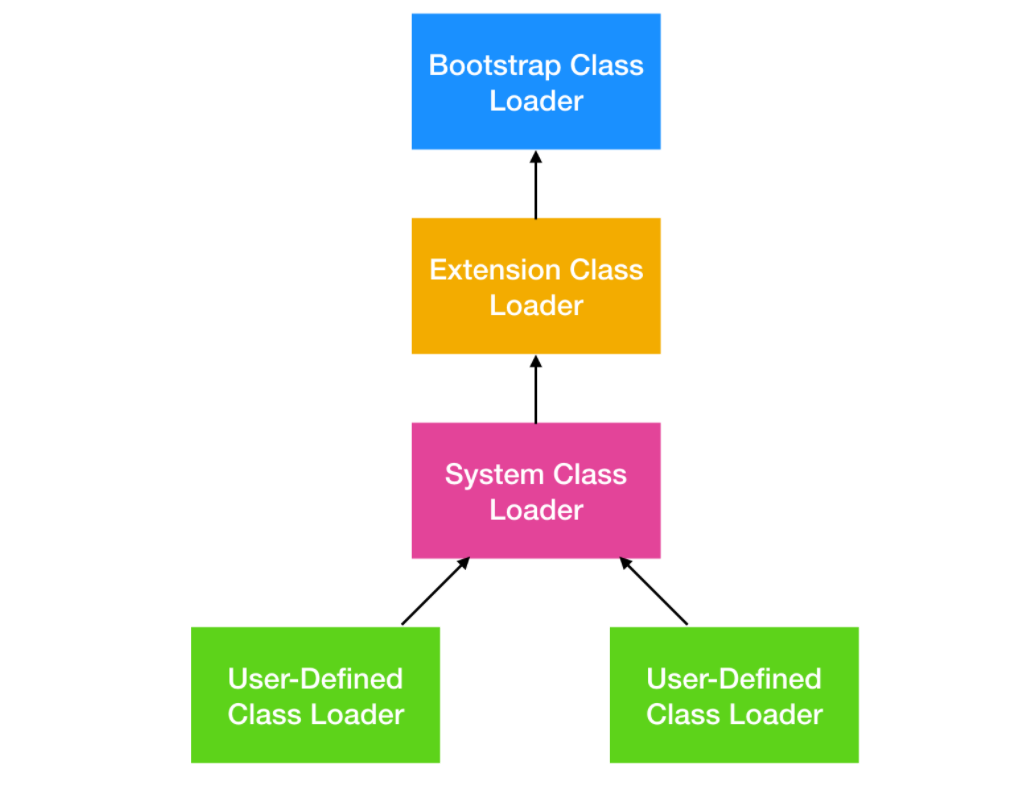 Bootstrap Class
Loader
Extension Class
Loader
System Class
Loader
User-Defined
Class Loader
User-Defined
Class Loader